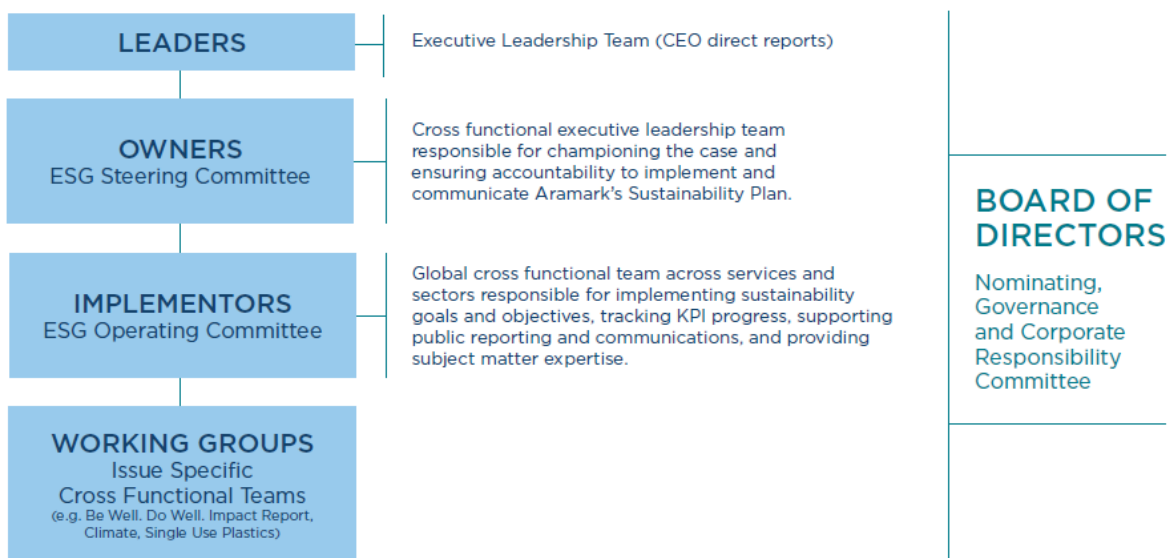 LEADERS
Executive Leadership Team (CEO direct reports)
OWNERS
ESG Steering Committee
Cross functional executive leadership team
responsible for championing the case and
ensuring accountability to implement and
communicate Aramark's Sustainability Plan.
IMPLEMENTORS
ESG Operating Committee
Global cross functional team across services and
sectors responsible for implementing sustainability
goals and objectives, tracking KPI progress, supporting
public reporting and communications, and providing
subject matter expertise.
WORKING GROUPS
Issue Specific
Cross Functional Teams
(e.g. Be Well. Do Well. Impact Report,
Climate, Single Use Plastics)
BOARD OF
DIRECTORS
Nominating,
Governance
and Corporate
Responsibility
Committee